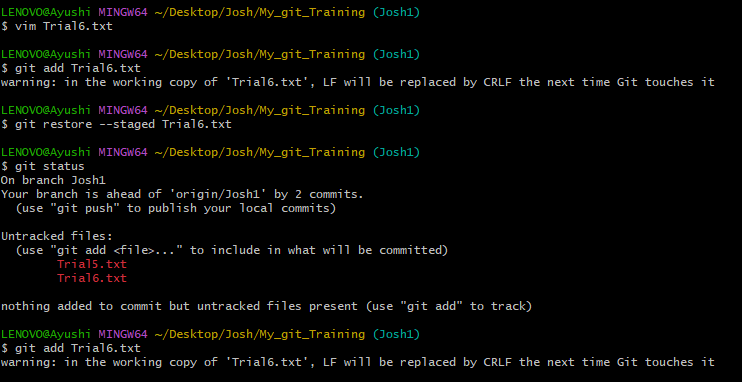 LENOVO@Ayushi MINGW64 ~/Desktop/Josh/My_git_Training (Josh1)
$ vim Trial6.txt
LENOVO@Ayushi MINGW64 ~/Desktop/Josh/My_git_Training (Josh1)
$ git add Trial6.txt
warning: in the working copy of 'Trial6.txt', LF will be replaced by CRLF the next time Git touches it
LENOVO@Ayushi MINGW64 ~/Desktop/Josh/My_git_Training (Josh1)
$ git restore --staged Trial6.txt
LENOVO@Ayushi MINGW64 ~/Desktop/Josh/My_git_Training (Josh1)
$ git status
On branch Josh1
Your branch is ahead of 'origin/Josh1' by 2 commits.
  (use "git push" to publish your local commits)
Untracked files:
  (use "git add <file>..." to include in what will be committed)
        Trial5.txt
        Trial6.txt
nothing added to commit but untracked files present (use "git add" to track)
LENOVO@Ayushi MINGW64 ~/Desktop/Josh/My_git_Training (Josh1)
$ git add Trial6.txt
warning: in the working copy of 'Trial6.txt', LF will be replaced by CRLF the next time Git touches it